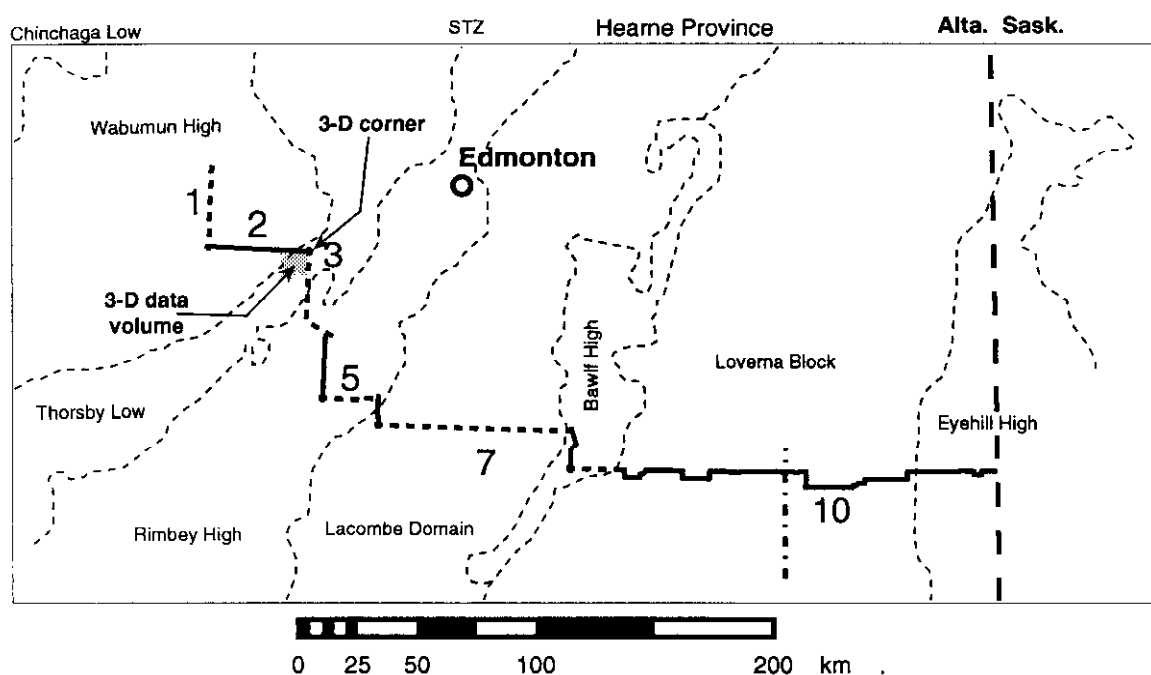 Chinchaga Low
STZ
Hearne Province
Alta. Sask.
Wabumun High
3-D corner
Edmonton
1
2
3
3-D data
volume
Bawlf High
Loverna Block
5
Thorsby Low
Eyehill High
7
10
Rimbey High
Lacombe Domain
0 25 50 100 200 km